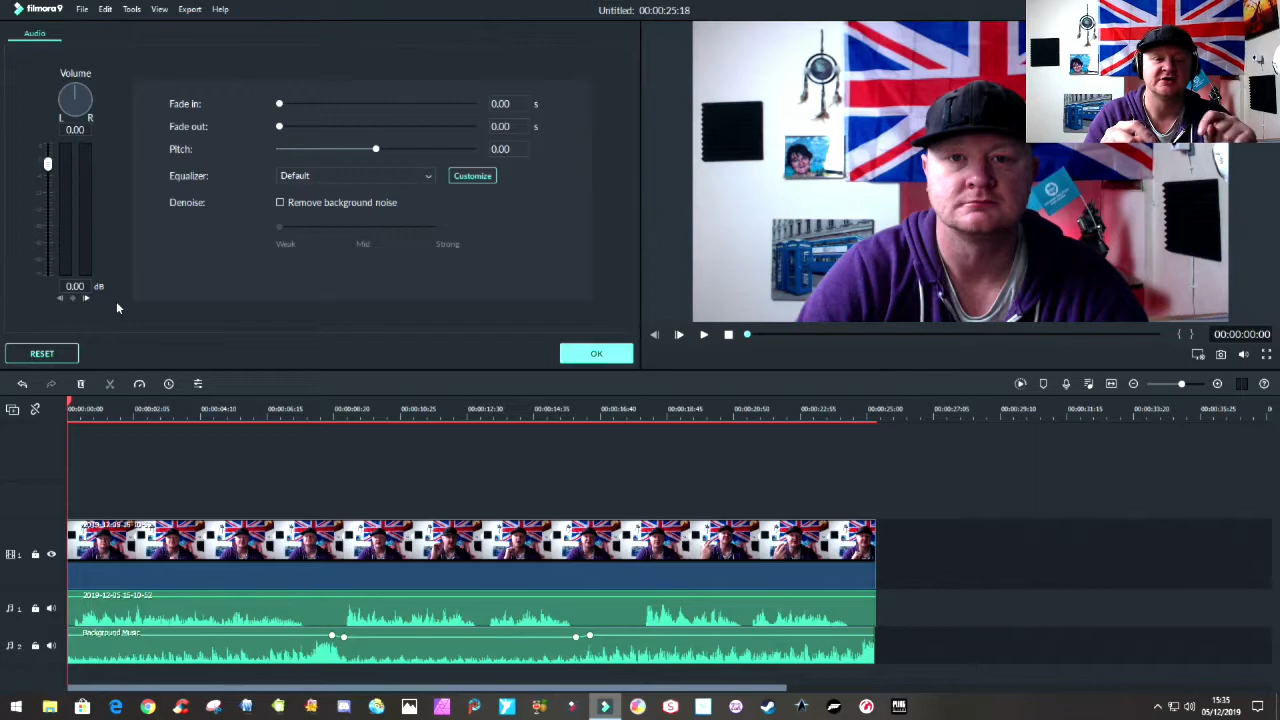 filmora9 File Edit Tools View Export Help
Untitled: 00:00:25:18
Audio
Volume
L R
0.00
0.00 dB
Fade in: 0.00 s
Fade out: 0.00 s
Pitch: 0.00
Equalizer: Default Customize
Denoise: Remove background noise
Weak Mid Strong
RESET OK
00:00:00:00
00:00:00:00 00:00:02:05 00:00:04:10 00:00:06:15 00:00:08:20 00:00:10:25 00:00:12:30 00:00:14:35 00:00:16:40 00:00:18:45 00:00:20:50 00:00:22:55 00:00:25:00 00:00:27:05 00:00:29:10 00:00:31:15 00:00:33:20 00:00:35:25
1
2019-12-05 15-10-52
1
2019-12-05 15-10-52
2
Background Music
15:35
05/12/2019